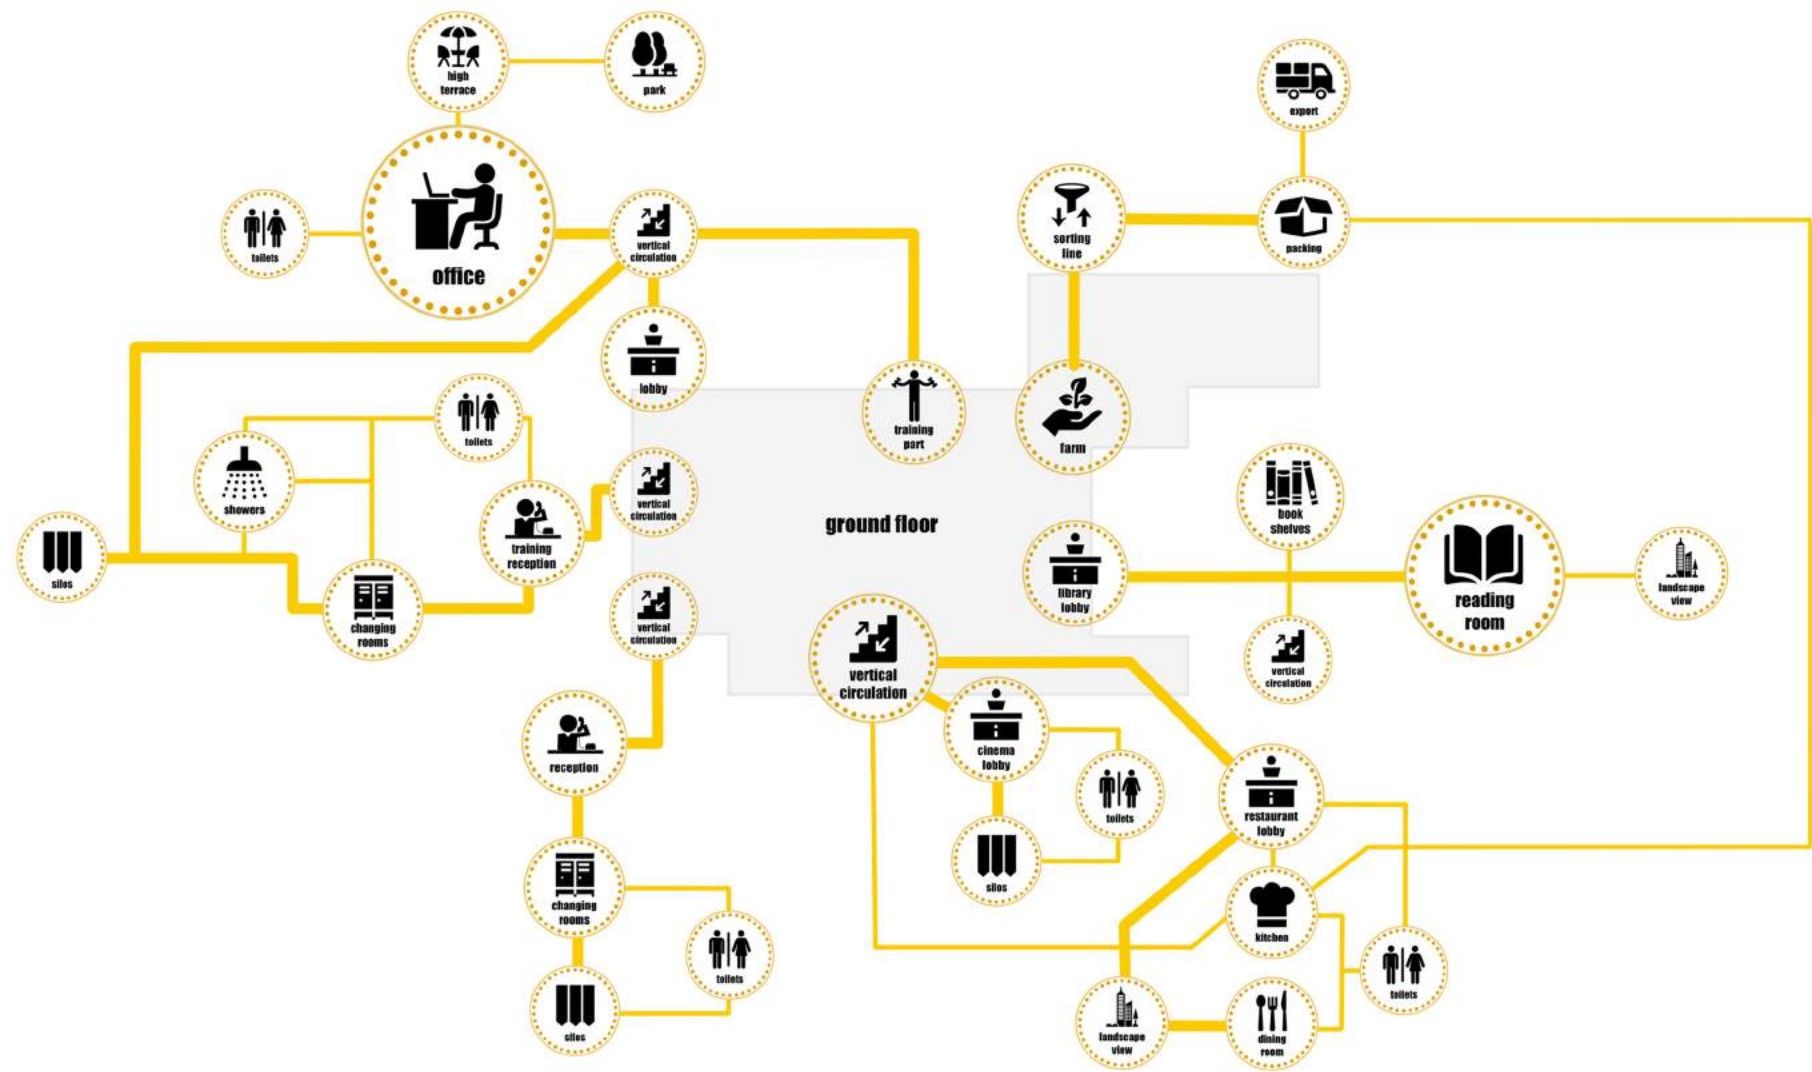 high
terrace
park
export
toilets
office
vertical
circulation
sorting
line
packing
lobby
training
part
farm
toilets
showers
vertical
circulation
book
shelves
ground floor
silos
training
reception
changing
rooms
vertical
circulation
library
lobby
reading
room
landscape
view
vertical
circulation
vertical
circulation
reception
cinema
lobby
toilets
restaurant
lobby
silos
changing
rooms
kitchen
toilets
toilets
silos
landscape
view
dining
room